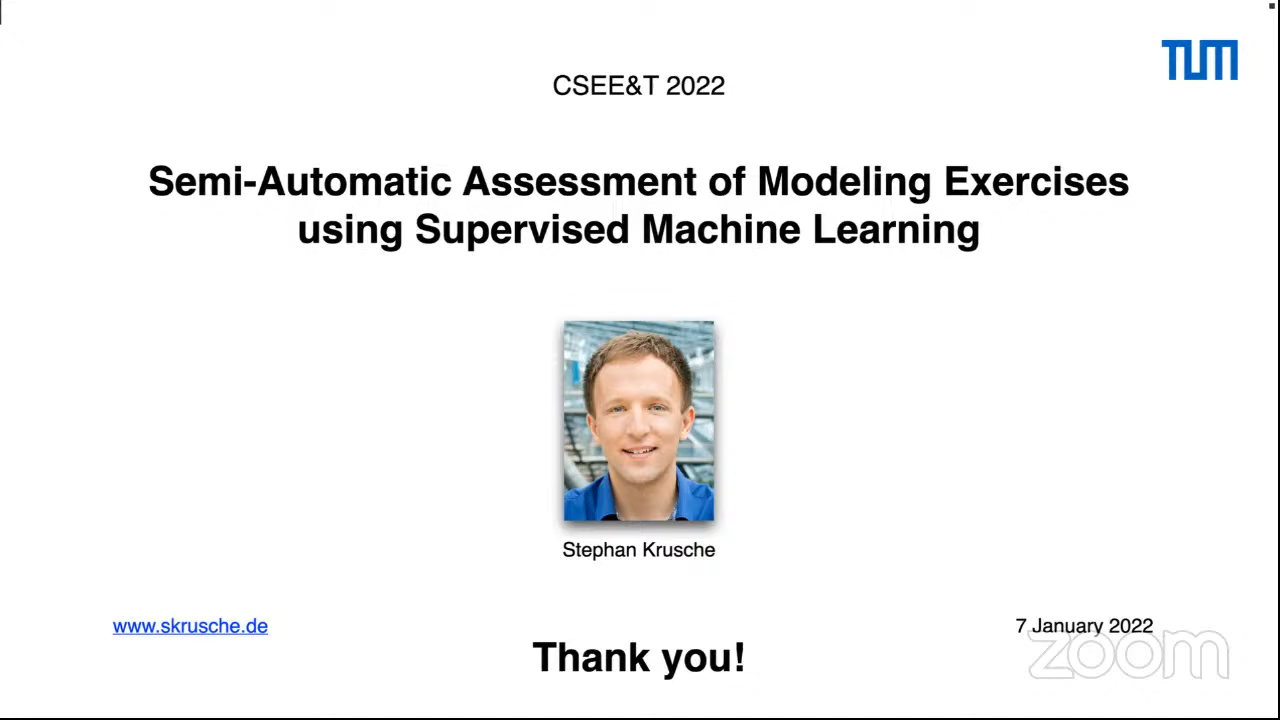 TUM
CSEE&T 2022
Semi-Automatic Assessment of Modeling Exercises
using Supervised Machine Learning
Stephan Krusche
www.skrusche.de
7 January 2022
Thank you!
zoom